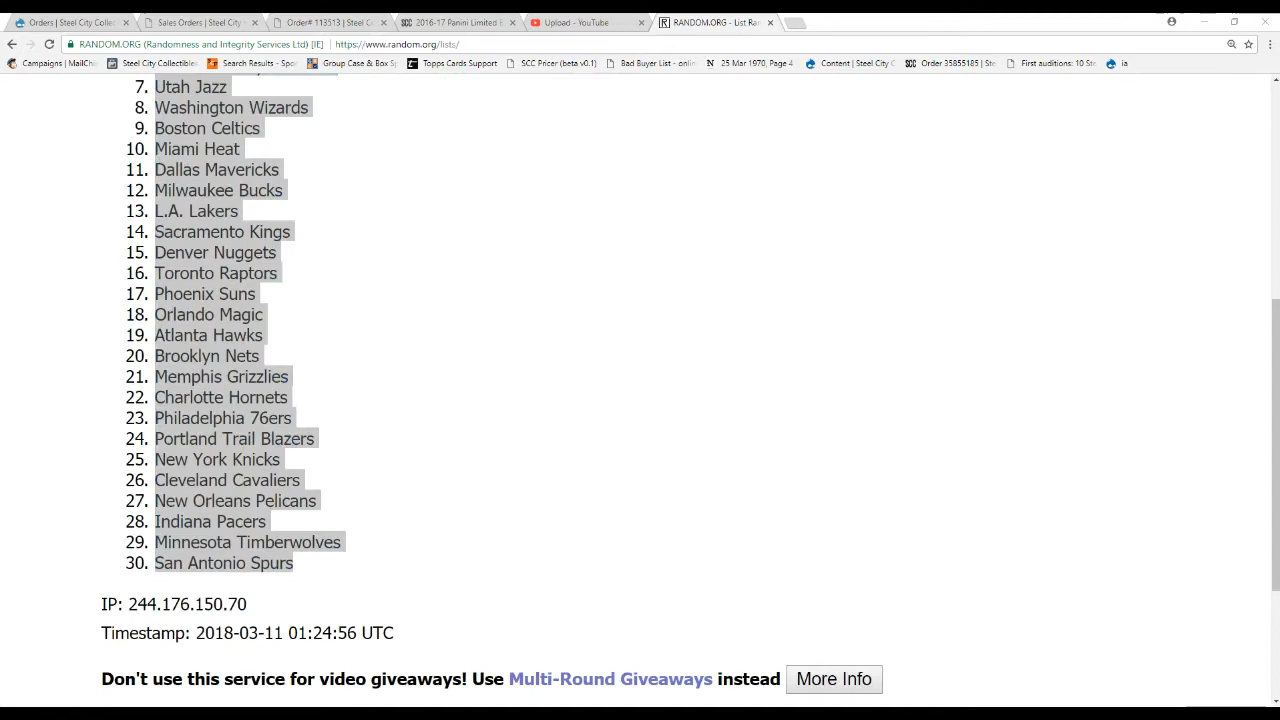 Orders | Steel City Collec
Sales Orders | Steel City
Order# 113513 | Steel C
2016-17 Panini Limited B
Upload - YouTube
RANDOM.ORG - List Ra
RANDOM.ORG (Randomness and Integrity Services Ltd) [IE]
https://www.random.org/lists/
Campaigns | MailChi
Steel City Collectibles
Search Results - Spo
Group Case & Box Sp
Topps Cards Support
SCC Pricer (beta v0.1)
Bad Buyer List - onlin
25 Mar 1970, Page 4
Content | Steel City C
Order 35855185 | Ste
First auditions: 10 St
ia
7. Utah Jazz
8. Washington Wizards
9. Boston Celtics
10. Miami Heat
11. Dallas Mavericks
12. Milwaukee Bucks
13. L.A. Lakers
14. Sacramento Kings
15. Denver Nuggets
16. Toronto Raptors
17. Phoenix Suns
18. Orlando Magic
19. Atlanta Hawks
20. Brooklyn Nets
21. Memphis Grizzlies
22. Charlotte Hornets
23. Philadelphia 76ers
24. Portland Trail Blazers
25. New York Knicks
26. Cleveland Cavaliers
27. New Orleans Pelicans
28. Indiana Pacers
29. Minnesota Timberwolves
30. San Antonio Spurs
IP: 244.176.150.70
Timestamp: 2018-03-11 01:24:56 UTC
Don't use this service for video giveaways! Use Multi-Round Giveaways instead More Info